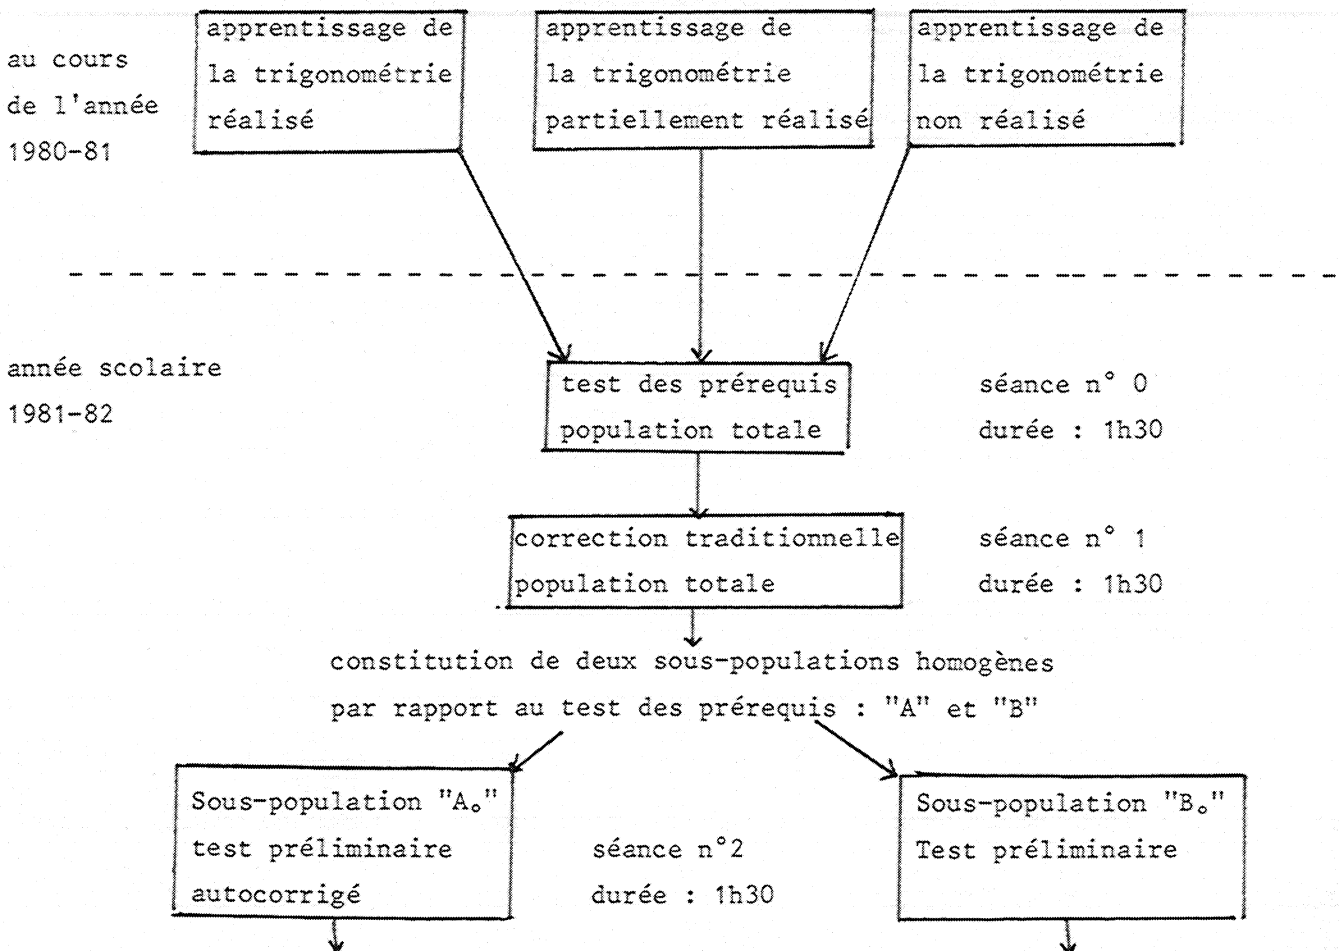 au cours
de l'année
1980-81
apprentissage de
la trigonométrie
réalisé
apprentissage de
la trigonométrie
partiellement réalisé
apprentissage de
la trigonométrie
non réalisé
année scolaire
1981-82
test des prérequis
population totale
séance n° 0
durée : 1h30
correction traditionnelle
population totale
séance n° 1
durée : 1h30
constitution de deux sous-populations homogènes
par rapport au test des prérequis : "A" et "B"
Sous-population "A₀"
test préliminaire
autocorrigé
séance n°2
durée : 1h30
Sous-population "B₀"
Test préliminaire